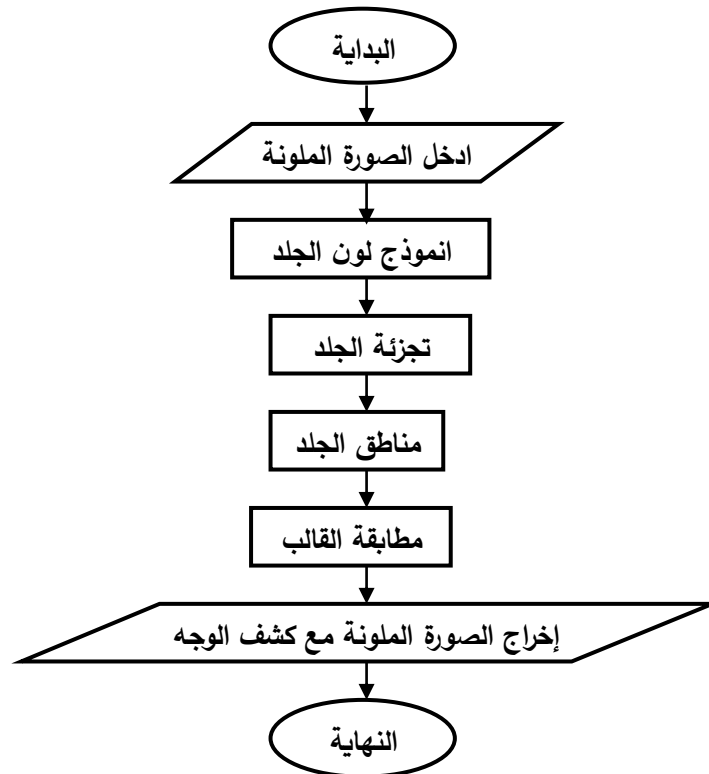 البداية
ادخل الصورة الملونة
انموذج لون الجلد
تجزئة الجلد
مناطق الجلد
مطابقة القالب
إخراج الصورة الملونة مع كشف الوجه
النهاية